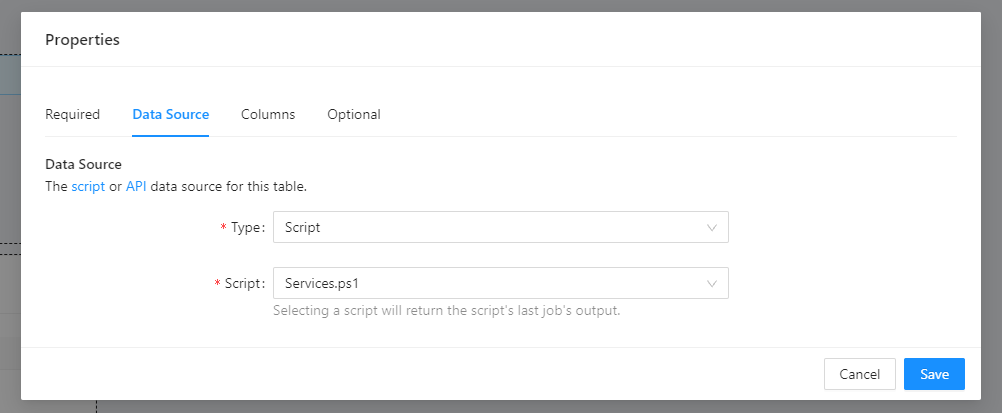 Properties
Required Data Source Columns Optional
Data Source
The script or API data source for this table.
* Type: Script
* Script: Services.ps1
Selecting a script will return the script's last job's output.
Cancel Save